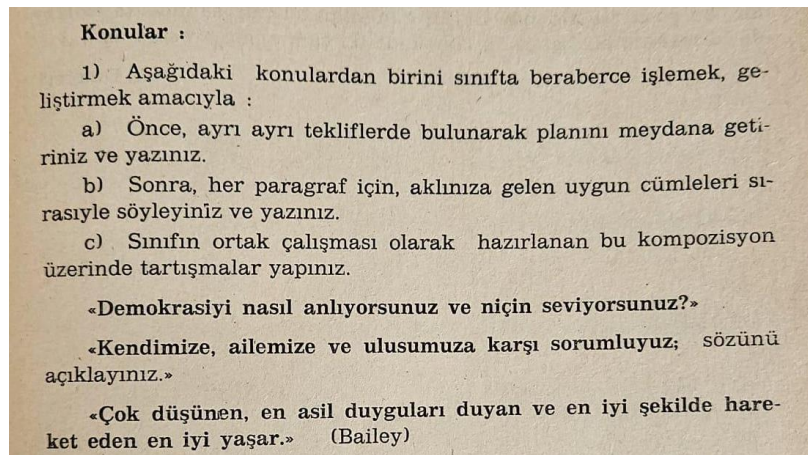 Konular :
1) Aşağıdaki konulardan birini sınıfta beraberce işlemek, ge-
liştirmek amacıyla :
a) Önce, ayrı ayrı tekliflerde bulunarak planını meydana geti-
riniz ve yazınız.
b) Sonra, her paragraf için, aklınıza gelen uygun cümleleri sı-
rasıyle söyleyiniz ve yazınız.
c) Sınıfın ortak çalışması olarak hazırlanan bu kompozisyon
üzerinde tartışmalar yapınız.
«Demokrasiyi nasıl anlıyorsunuz ve niçin seviyorsunuz?»
«Kendimize, ailemize ve ulusumuza karşı sorumluyuz; sözünü
açıklayınız.»
«Çok düşünen, en asil duyguları duyan ve en iyi şekilde hare-
ket eden en iyi yaşar.» (Bailey)